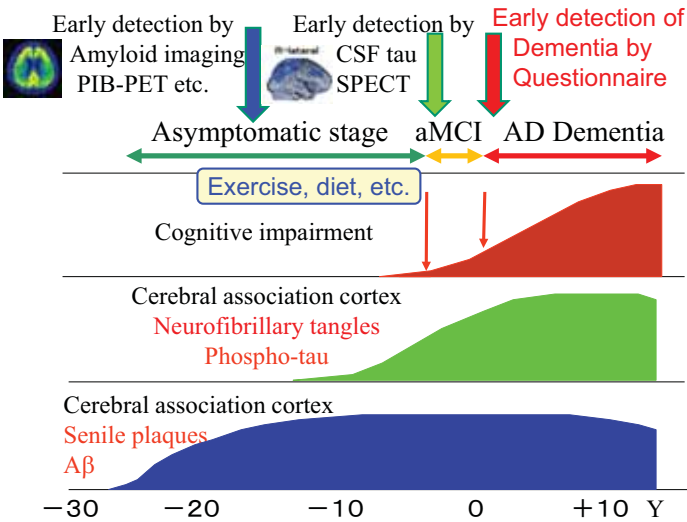 Early detection by
Amyloid imaging
PIB-PET etc.
R-lateral
Early detection by
CSF tau
SPECT
Early detection of
Dementia by
Questionnaire
Asymptomatic stage
aMCI
AD Dementia
Exercise, diet, etc.
Cognitive impairment
Cerebral association cortex
Neurofibrillary tangles
Phospho-tau
Cerebral association cortex
Senile plaques
Aβ
−30 −20 −10 0 +10 Y